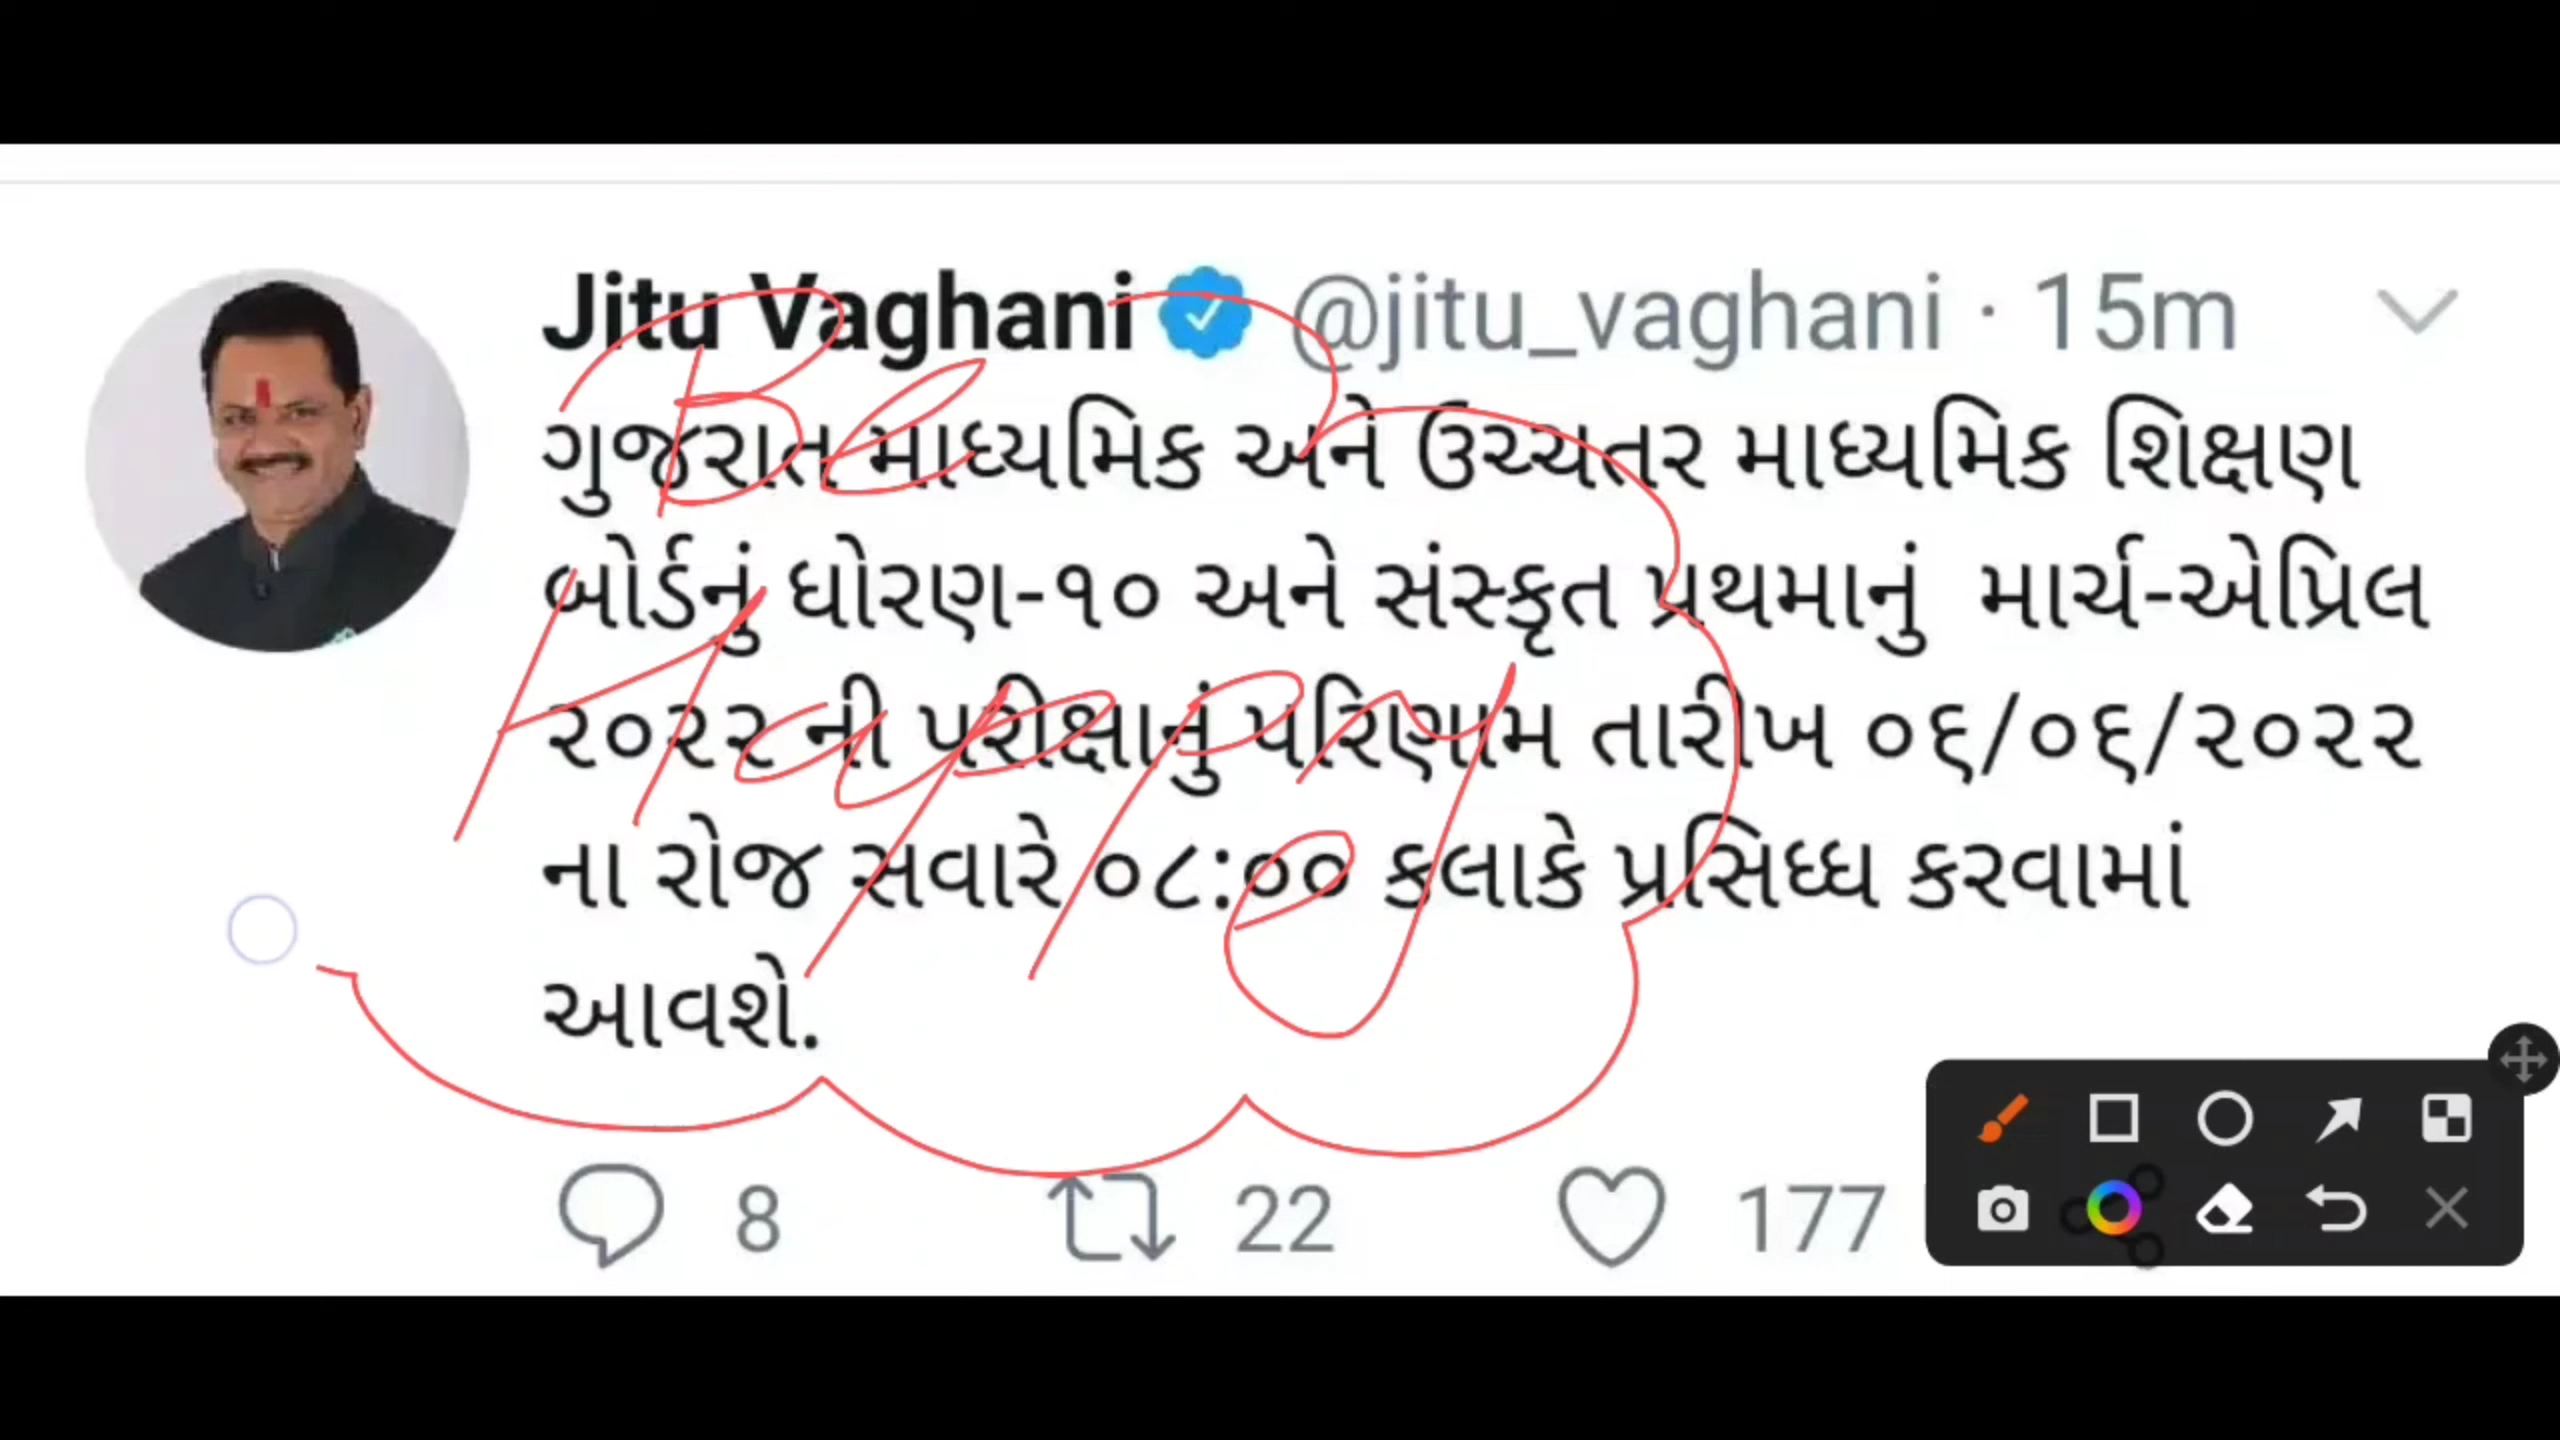 Jitu Vaghani @jitu_vaghani · 15m
ગુજરાત માધ્યમિક અને ઉચ્ચતર માધ્યમિક શિક્ષણ
બોર્ડનું ધોરણ-૧૦ અને સંસ્કૃત પ્રથમાનું માર્ચ-એપ્રિલ
૨૦૨૨ ની પરીક્ષાનું પરિણામ તારીખ ૦૬/૦૬/૨૦૨૨
ના રોજ સવારે ૦૮:૦૦ કલાકે પ્રસિધ્ધ કરવામાં
આવશે.
Be
Happy
8 22 177